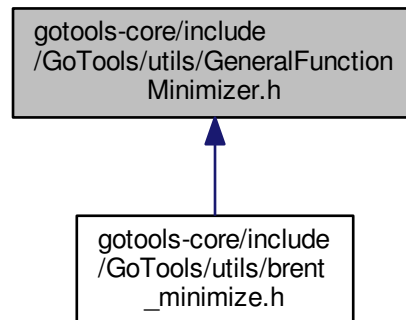 gotools-core/include
/GoTools/utils/GeneralFunction
Minimizer.h
gotools-core/include
/GoTools/utils/brent
_minimize.h